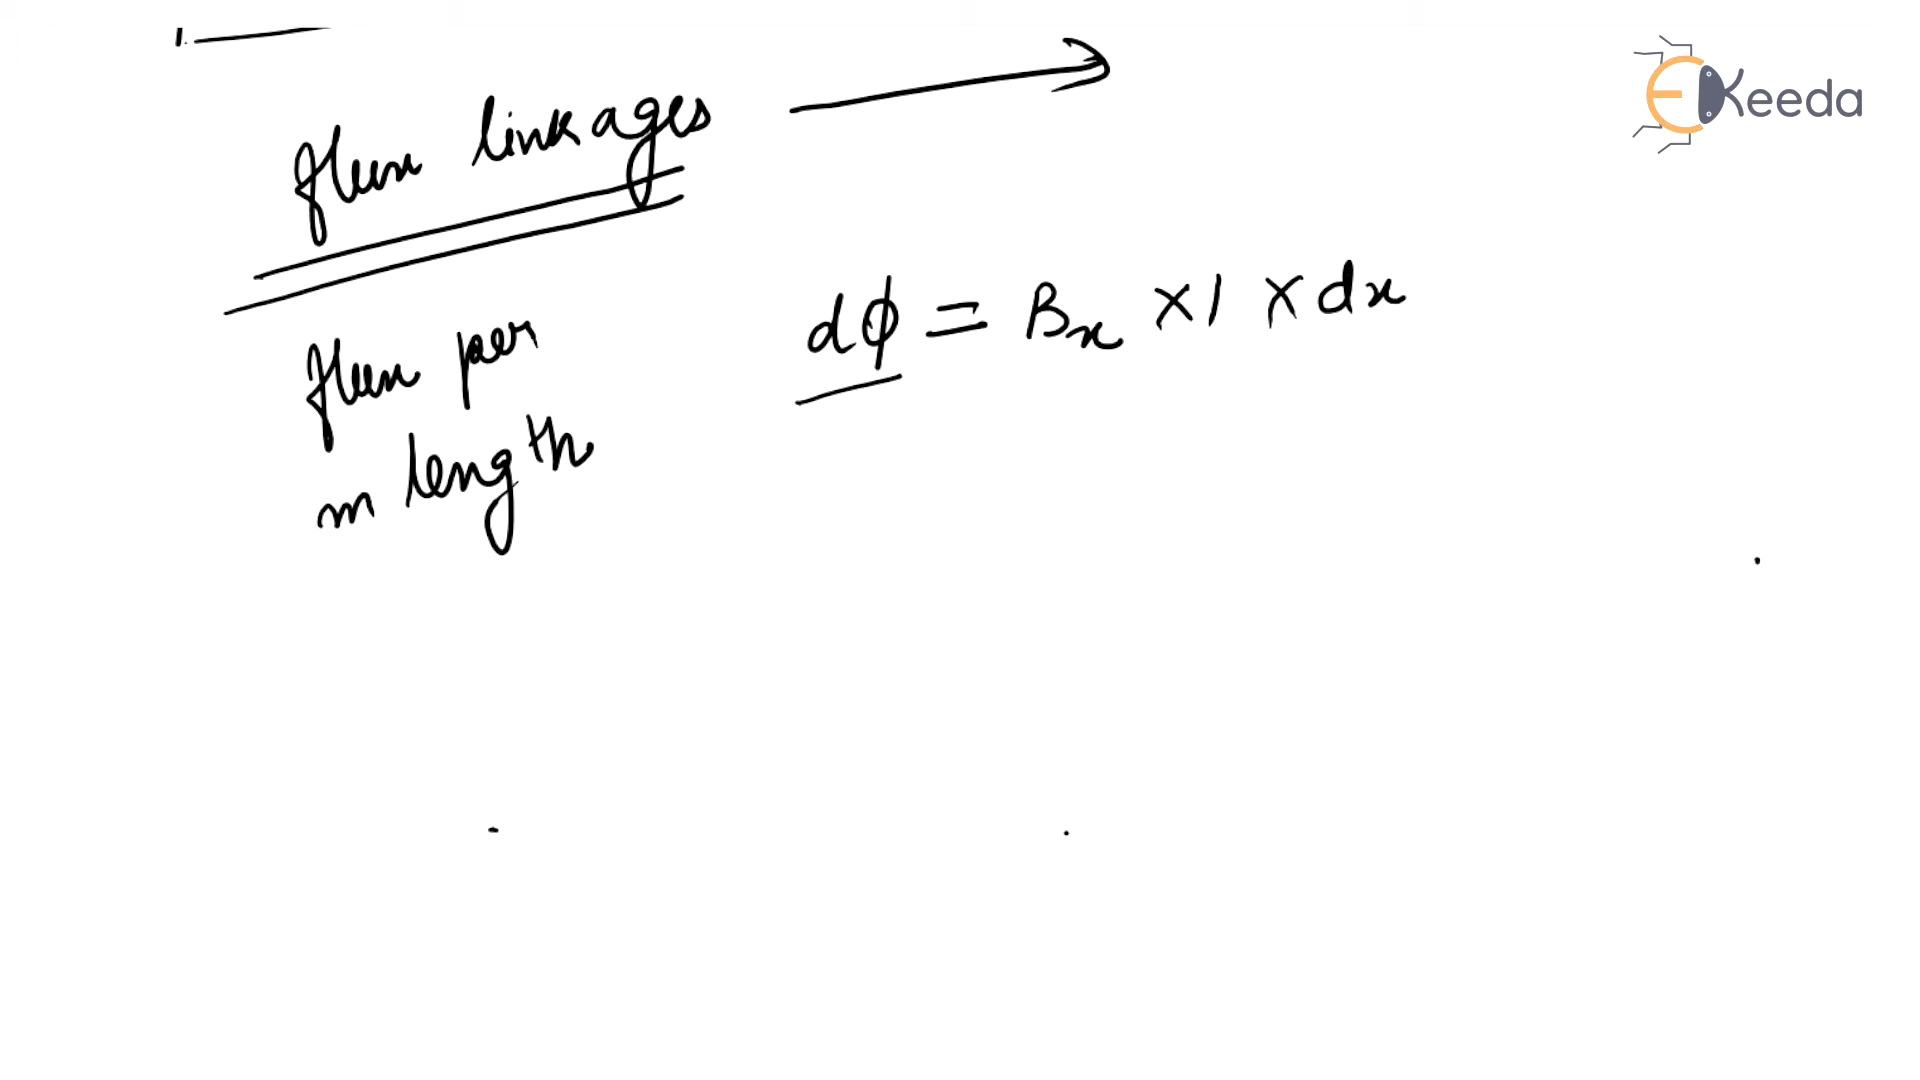 EKeeda
flux linkages
dφ = Bx × 1 × dx
flux per
m length